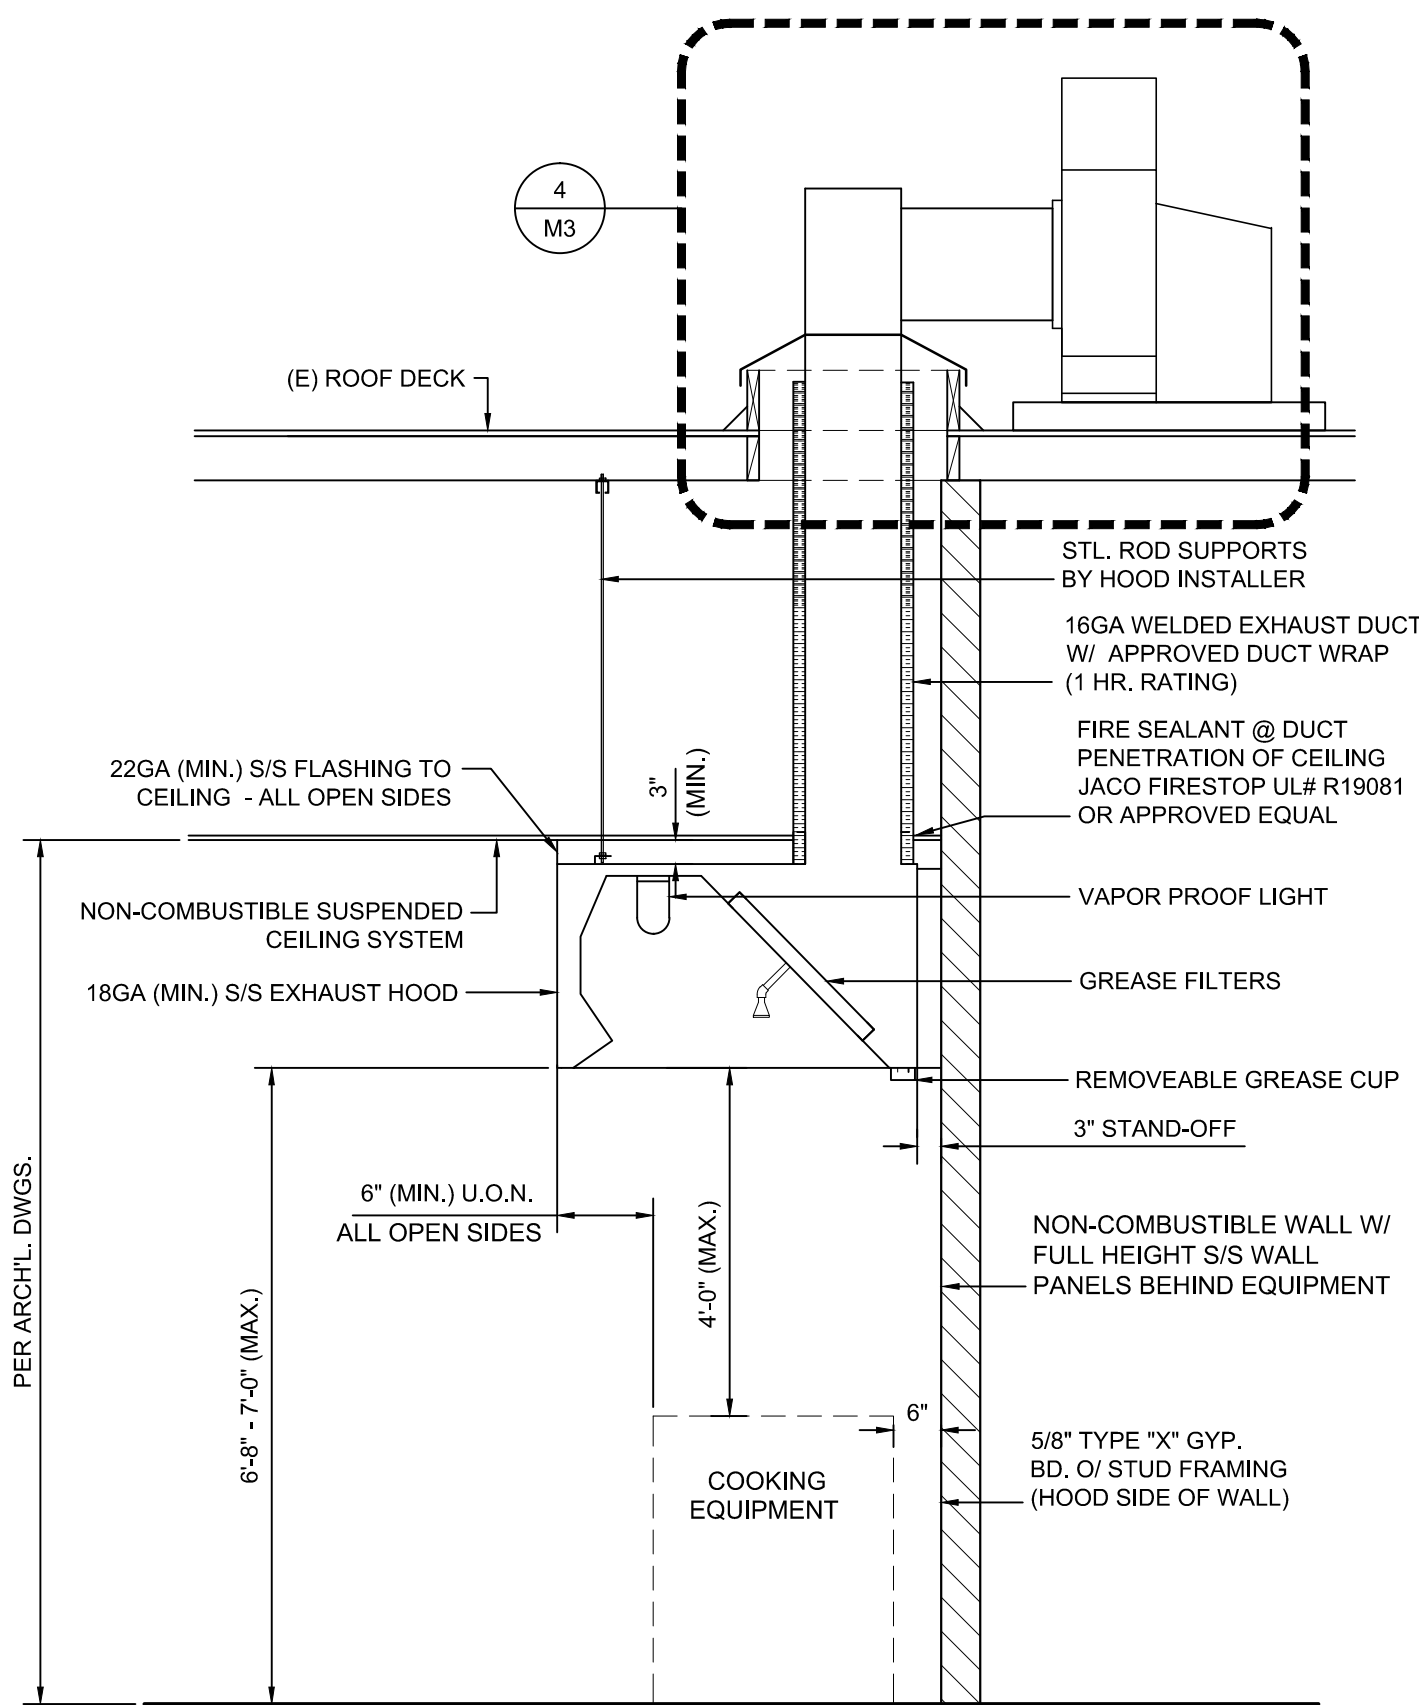 4
M3
(E) ROOF DECK
STL. ROD SUPPORTS
BY HOOD INSTALLER
16GA WELDED EXHAUST DUCT
W/ APPROVED DUCT WRAP
(1 HR. RATING)
FIRE SEALANT @ DUCT
PENETRATION OF CEILING
JACO FIRESTOP UL# R19081
OR APPROVED EQUAL
22GA (MIN.) S/S FLASHING TO
CEILING - ALL OPEN SIDES
3"
(MIN.)
VAPOR PROOF LIGHT
NON-COMBUSTIBLE SUSPENDED
CEILING SYSTEM
GREASE FILTERS
18GA (MIN.) S/S EXHAUST HOOD
REMOVEABLE GREASE CUP
3" STAND-OFF
6" (MIN.) U.O.N.
ALL OPEN SIDES
4'-0" (MAX.)
PER ARCH'L. DWGS.
6'-8" - 7'-0" (MAX.)
NON-COMBUSTIBLE WALL W/
FULL HEIGHT S/S WALL
PANELS BEHIND EQUIPMENT
6"
5/8" TYPE "X" GYP.
BD. O/ STUD FRAMING
(HOOD SIDE OF WALL)
COOKING
EQUIPMENT